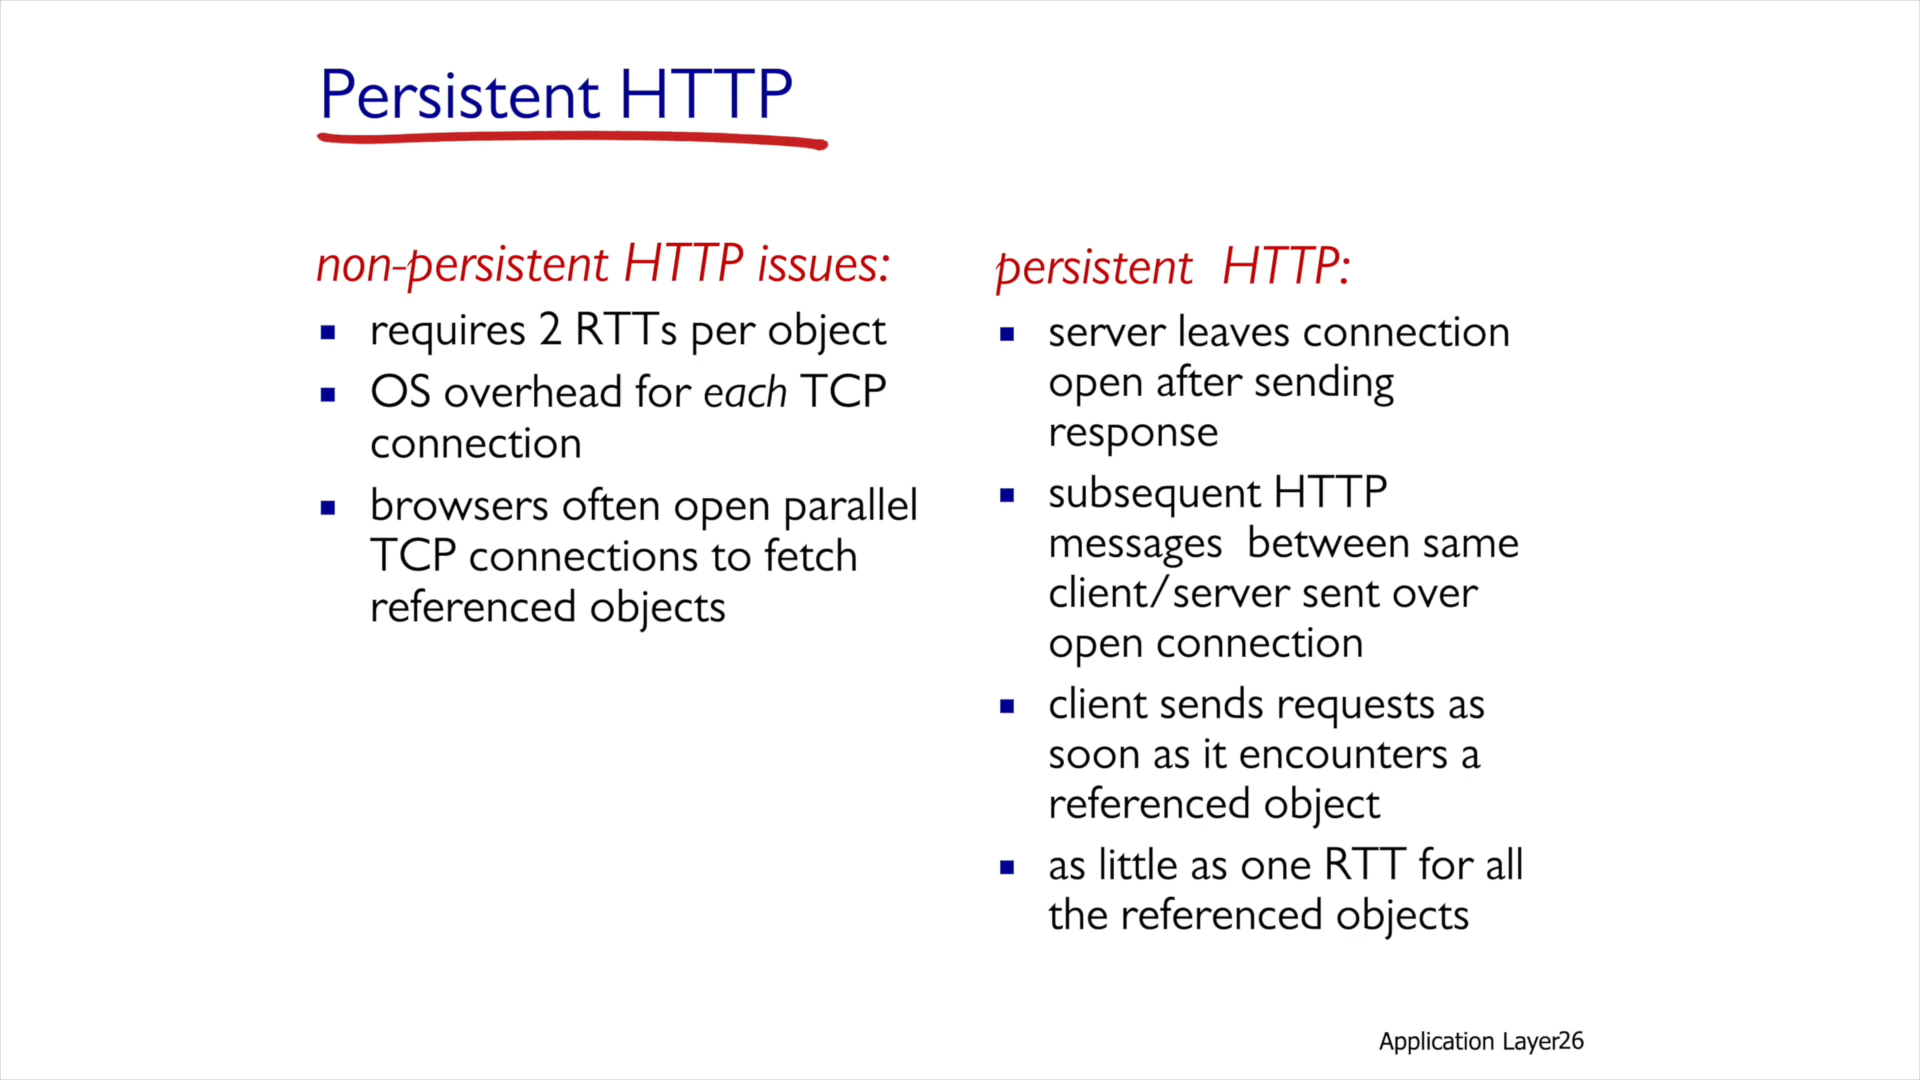 Persistent HTTP
non-persistent HTTP issues:
requires 2 RTTs per object
OS overhead for each TCP
connection
browsers often open parallel
TCP connections to fetch
referenced objects
persistent HTTP:
server leaves connection
open after sending
response
subsequent HTTP
messages between same
client/server sent over
open connection
client sends requests as
soon as it encounters a
referenced object
as little as one RTT for all
the referenced objects
Application Layer26